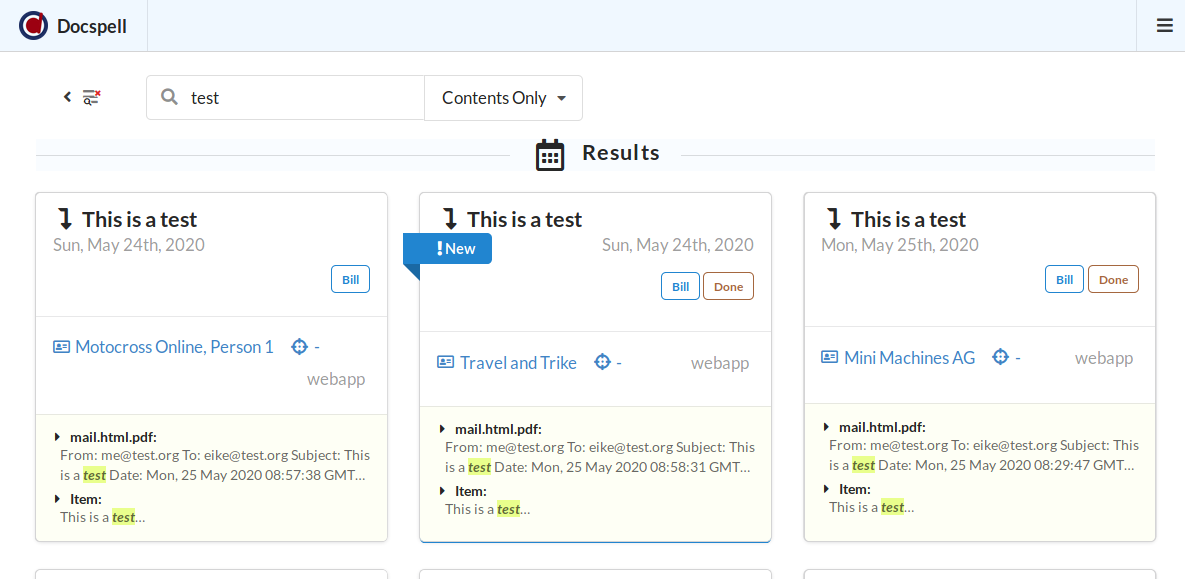 Docspell
test
Contents Only
Results
This is a test
Sun, May 24th, 2020
Bill
Motocross Online, Person 1 -
webapp
mail.html.pdf:
From: me@test.org To: eike@test.org Subject: This
is a test Date: Mon, 25 May 2020 08:57:38 GMT...
Item:
This is a test...
This is a test
New
Sun, May 24th, 2020
Bill Done
Travel and Trike - webapp
mail.html.pdf:
From: me@test.org To: eike@test.org Subject: This
is a test Date: Mon, 25 May 2020 08:58:31 GMT...
Item:
This is a test...
This is a test
Mon, May 25th, 2020
Bill Done
Mini Machines AG - webapp
mail.html.pdf:
From: me@test.org To: eike@test.org Subject: This
is a test Date: Mon, 25 May 2020 08:29:47 GMT...
Item:
This is a test...